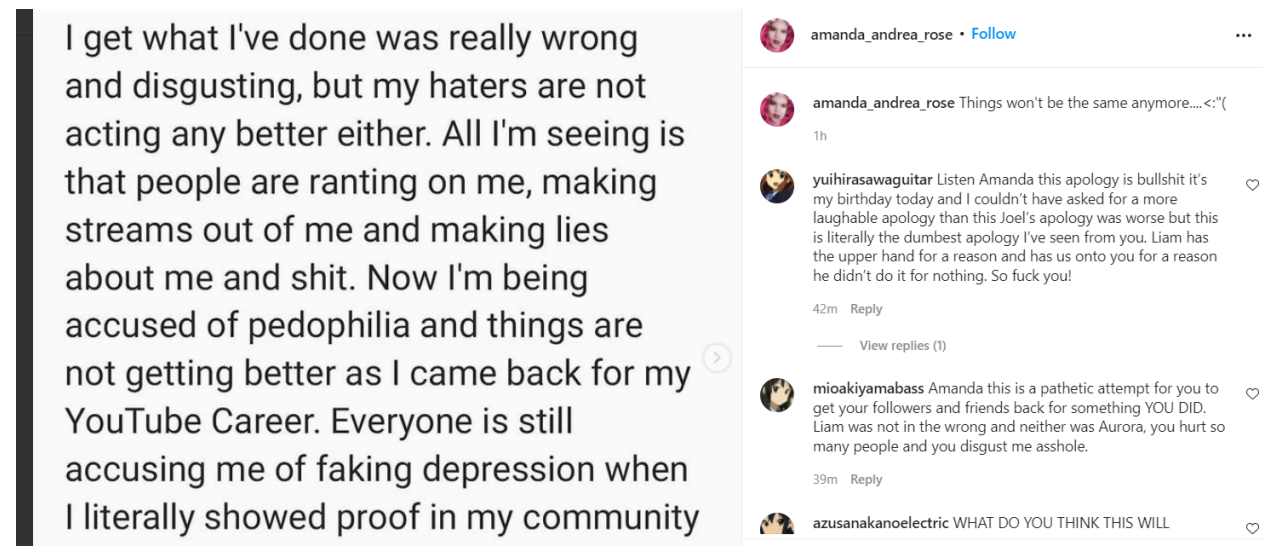 I get what I've done was really wrong
and disgusting, but my haters are not
acting any better either. All I'm seeing is
that people are ranting on me, making
streams out of me and making lies
about me and shit. Now I'm being
accused of pedophilia and things are
not getting better as I came back for my
YouTube Career. Everyone is still
accusing me of faking depression when
I literally showed proof in my community
amanda_andrea_rose • Follow
amanda_andrea_rose Things won't be the same anymore....<:"(
1h
yuihirasawaguitar Listen Amanda this apology is bullshit it's
my birthday today and I couldn't have asked for a more
laughable apology than this Joel's apology was worse but this
is literally the dumbest apology I've seen from you. Liam has
the upper hand for a reason and has us onto you for a reason
he didn't do it for nothing. So fuck you!
42m Reply
View replies (1)
mioakiyamabass Amanda this is a pathetic attempt for you to
get your followers and friends back for something YOU DID.
Liam was not in the wrong and neither was Aurora, you hurt so
many people and you disgust me asshole.
39m Reply
azusanakanoelectric WHAT DO YOU THINK THIS WILL